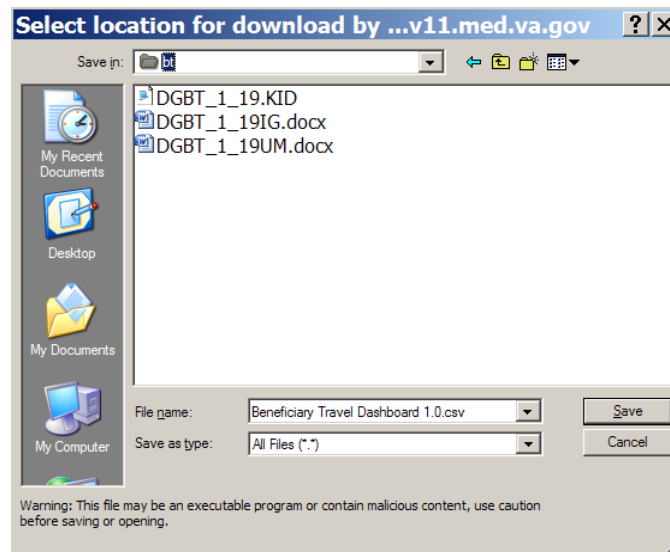 Select location for download by ...v11.med.va.gov
Save in: bt
DGBT_1_19.KID
DGBT_1_19IG.docx
DGBT_1_19UM.docx
My Recent
Documents
Desktop
My Documents
My Computer
File name: Beneficiary Travel Dashboard 1.0.csv Save
Save as type: All Files (*.*) Cancel
Warning: This file may be an executable program or contain malicious content, use caution
before saving or opening.